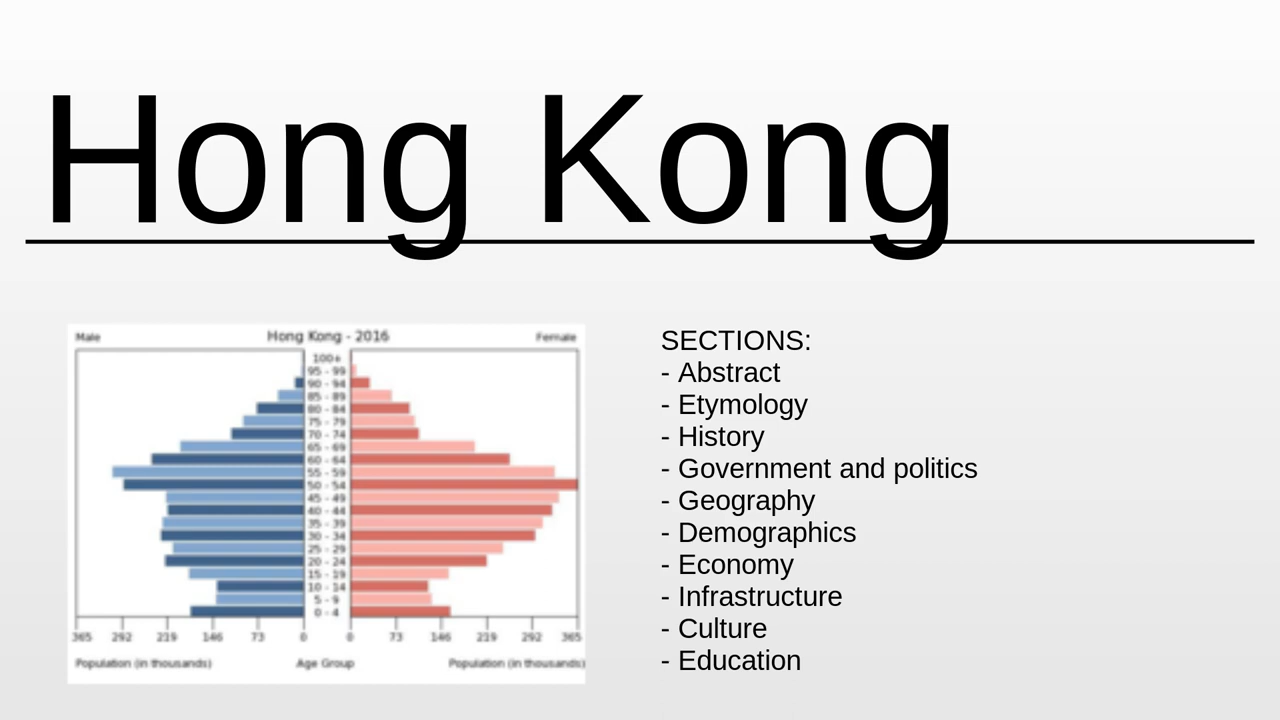 Hong Kong
Male
Hong Kong - 2016
Female
100+
95 - 99
90 - 94
85 - 89
80 - 84
75 - 79
70 - 74
65 - 69
60 - 64
55 - 59
50 - 54
45 - 49
40 - 44
35 - 39
30 - 34
25 - 29
20 - 24
15 - 19
10 - 14
5 - 9
0 - 4
365 292 219 146 73 0 0 73 146 219 292 365
Population (in thousands) Age Group Population (in thousands)
SECTIONS:
- Abstract
- Etymology
- History
- Government and politics
- Geography
- Demographics
- Economy
- Infrastructure
- Culture
- Education